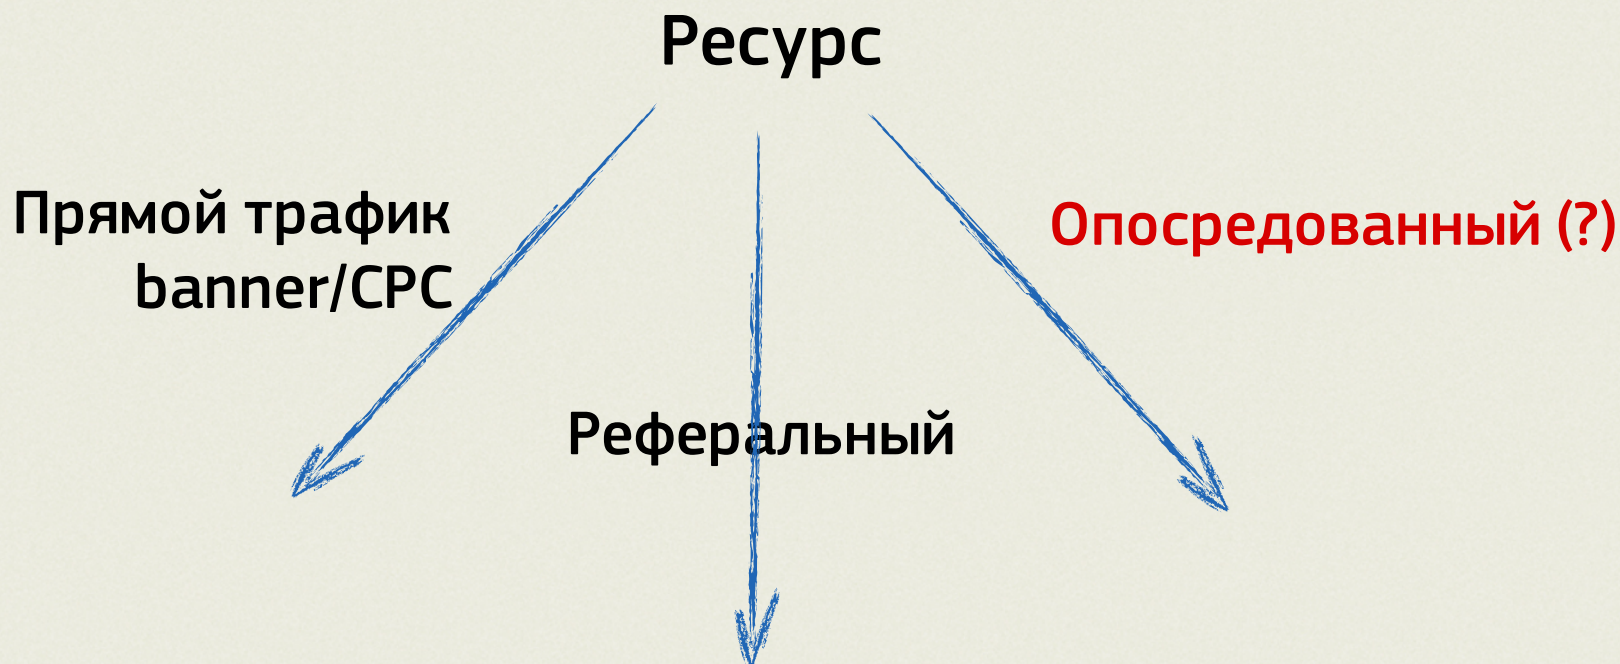 Ресурс
Прямой трафик
banner/CPC
Опосредованный (?)
Реферальный